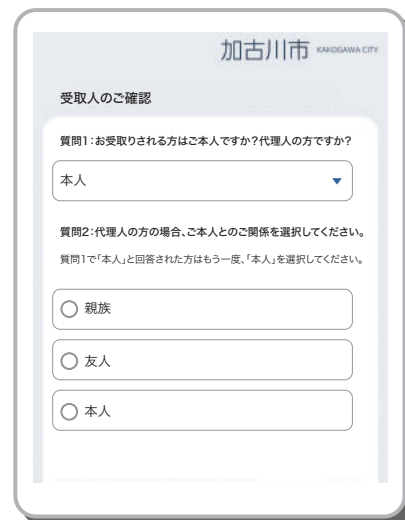 加古川市 KAKOGAWA CITY
受取人のご確認
質問1:お受取りされる方はご本人ですか?代理人の方ですか?
本人
質問2:代理人の方の場合、ご本人とのご関係を選択してください。
質問1で「本人」と回答された方はもう一度、「本人」を選択してください。
親族
友人
本人